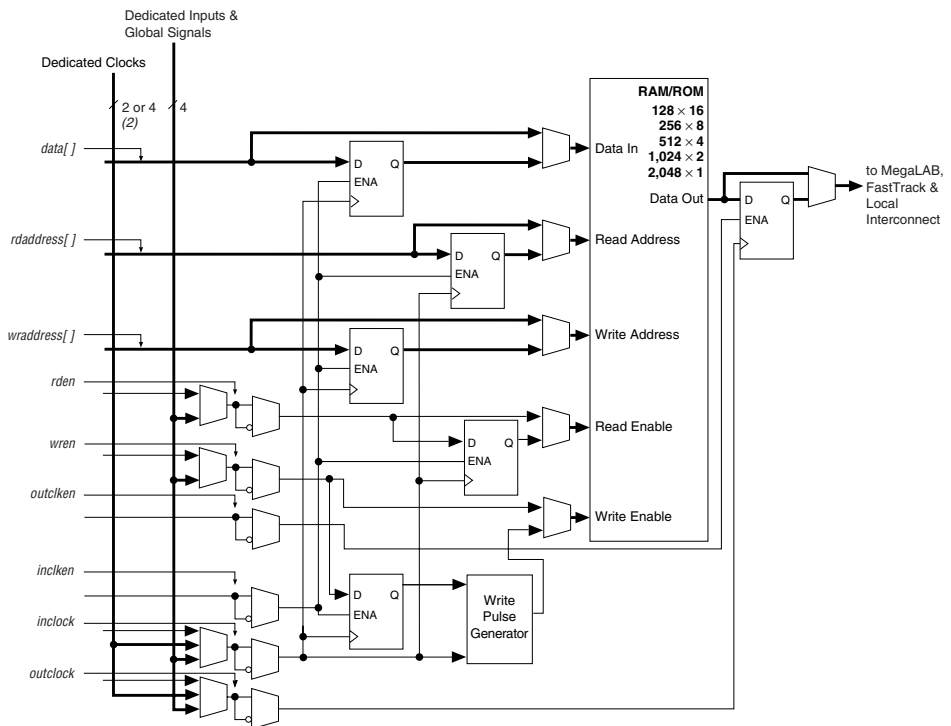 Dedicated Inputs &
Global Signals
Dedicated Clocks
2 or 4
(2)
4
RAM/ROM
128 × 16
256 × 8
512 × 4
1,024 × 2
2,048 × 1
data[ ]
D
Q
ENA
Data In
Data Out
D
Q
ENA
to MegaLAB,
FastTrack &
Local
Interconnect
rdaddress[ ]
D
Q
ENA
Read Address
wraddress[ ]
D
Q
ENA
Write Address
rden
D
Q
ENA
Read Enable
wren
outclken
Write Enable
inclken
D
Q
ENA
Write
Pulse
Generator
inclock
outclock